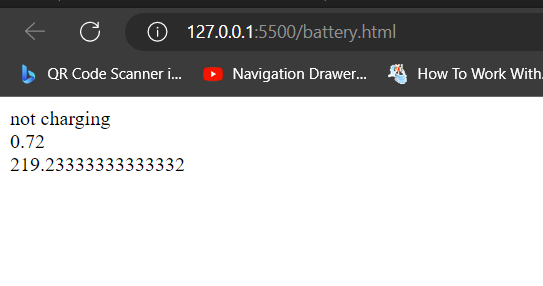 127.0.0.1:5500/battery.html
QR Code Scanner i... Navigation Drawer... How To Work With.
not charging
0.72
219.23333333333332